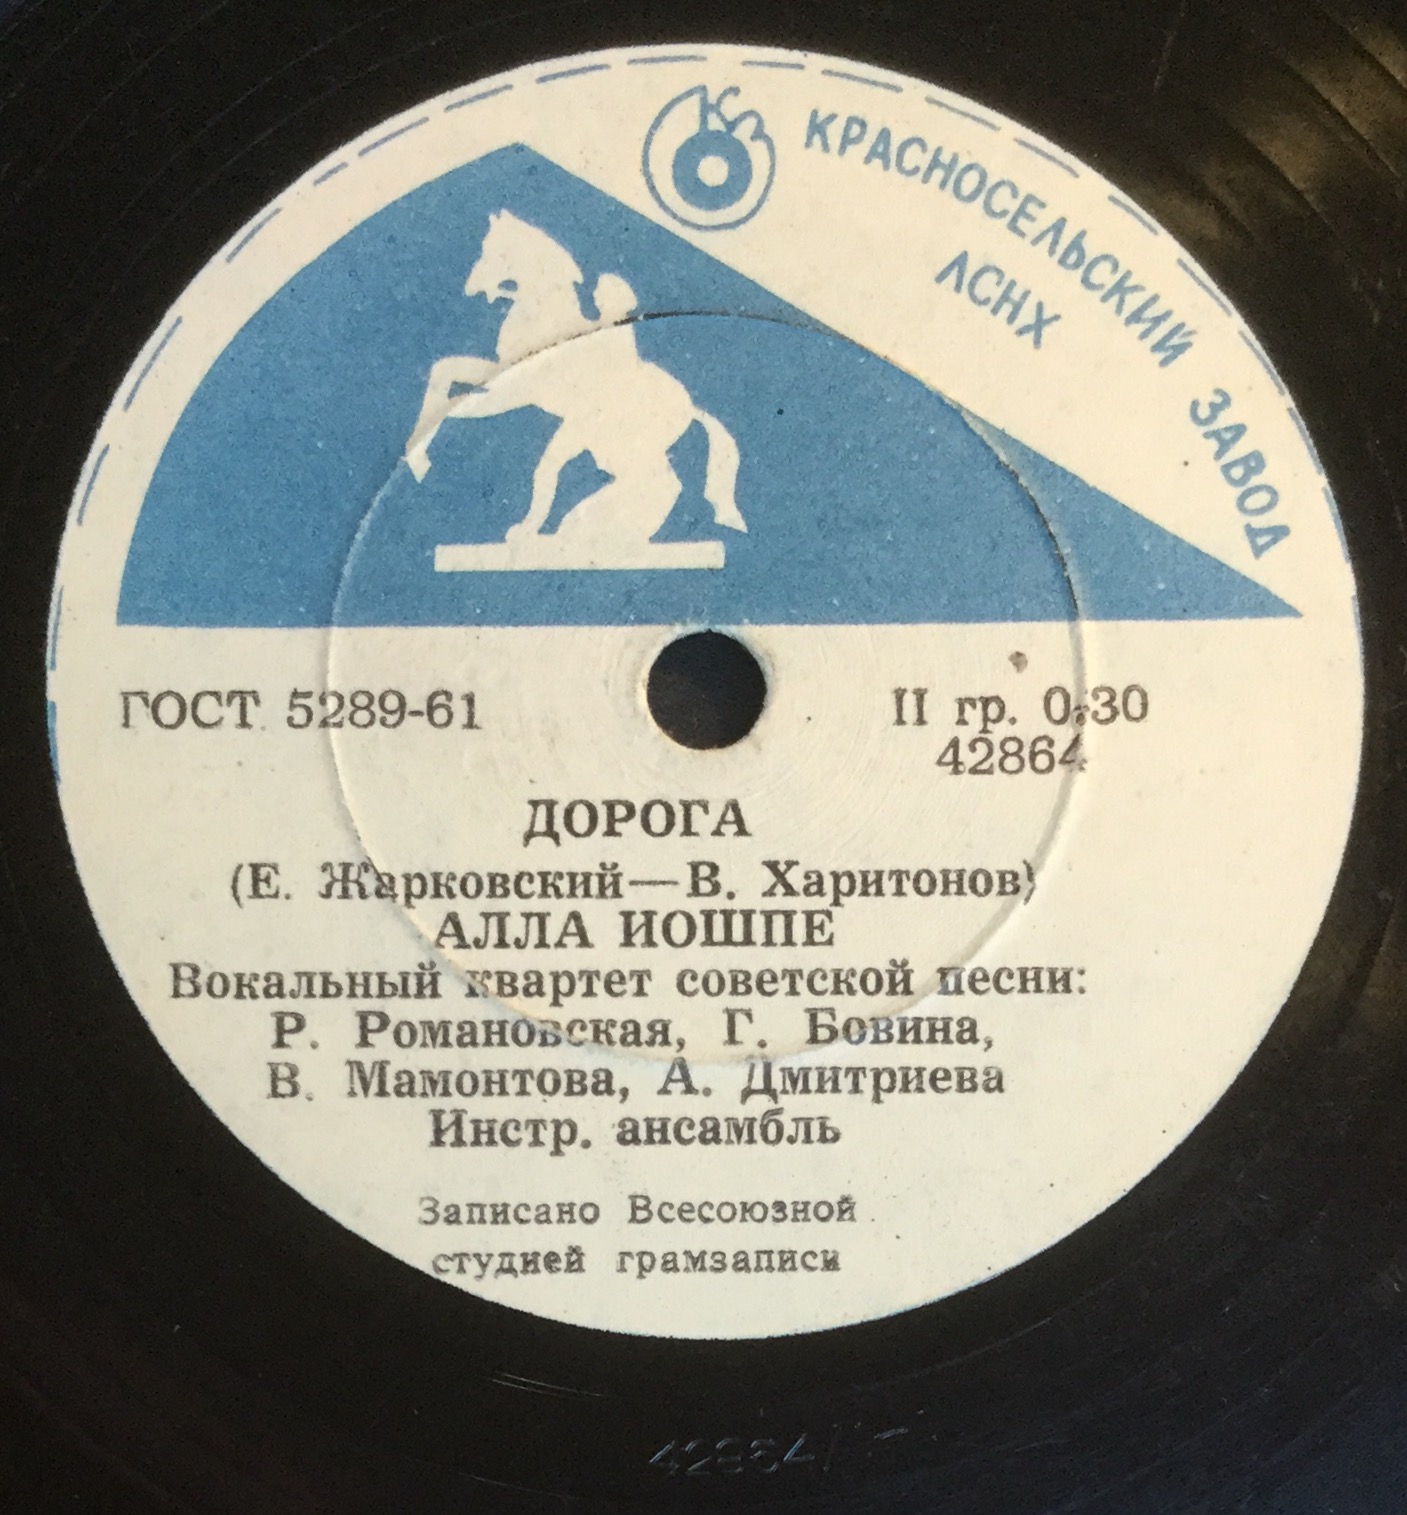 КРАСНОСЕЛЬСКИЙ ЗАВОД
ЛСНХ
ГОСТ 5289-61
II гр. 0-30
42864
ДОРОГА
(Е. Жарковский—В. Харитонов)
АЛЛА ИОШПЕ
Вокальный квартет советской песни:
Р. Романовская, Г. Бовина,
В. Мамонтова, А. Дмитриева
Инстр. ансамбль
Записано Всесоюзной
студией грамзаписи
42864/